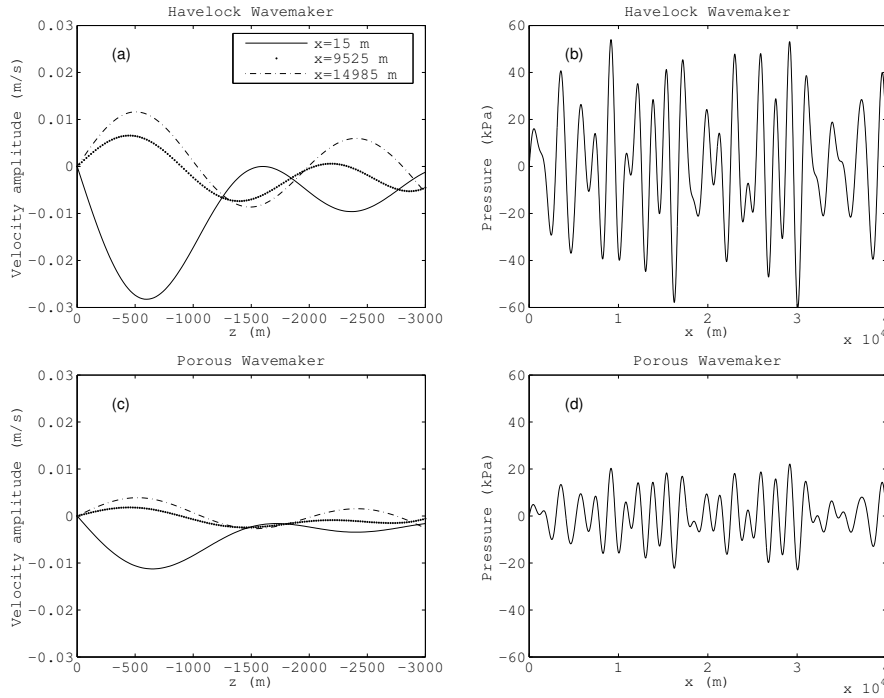 Havelock Wavemaker
(a)
x=15 m
x=9525 m
x=14985 m
Velocity amplitude (m/s)
0.03
0.02
0.01
0
−0.01
−0.02
−0.03
0
−500
−1000
−1500
−2000
−2500
−3000
z (m)
Havelock Wavemaker
(b)
Pressure (kPa)
60
40
20
0
−20
−40
−60
0
1
2
3
4
x (m)
x 10
Porous Wavemaker
(c)
Velocity amplitude (m/s)
0.03
0.02
0.01
0
−0.01
−0.02
−0.03
0
−500
−1000
−1500
−2000
−2500
−3000
z (m)
Porous Wavemaker
(d)
Pressure (kPa)
60
40
20
0
−20
−40
−60
0
1
2
3
4
x (m)
x 10